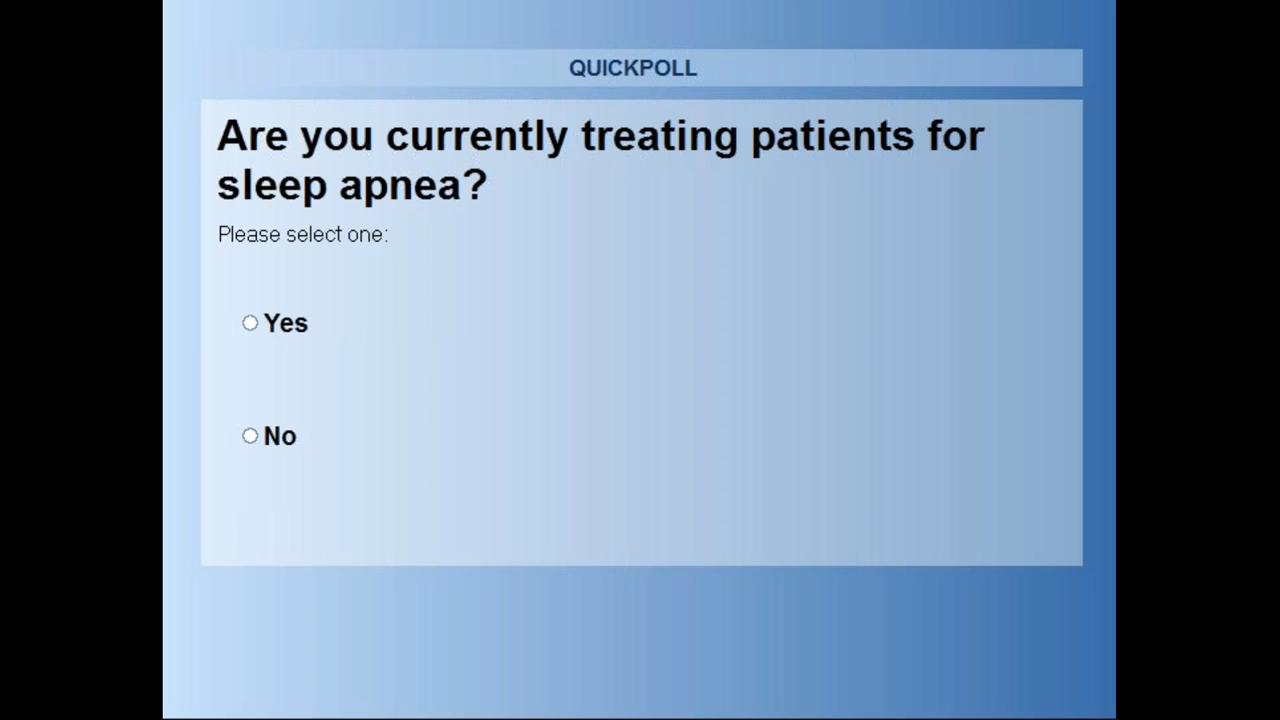 QUICKPOLL
Are you currently treating patients for
sleep apnea?
Please select one:
Yes
No